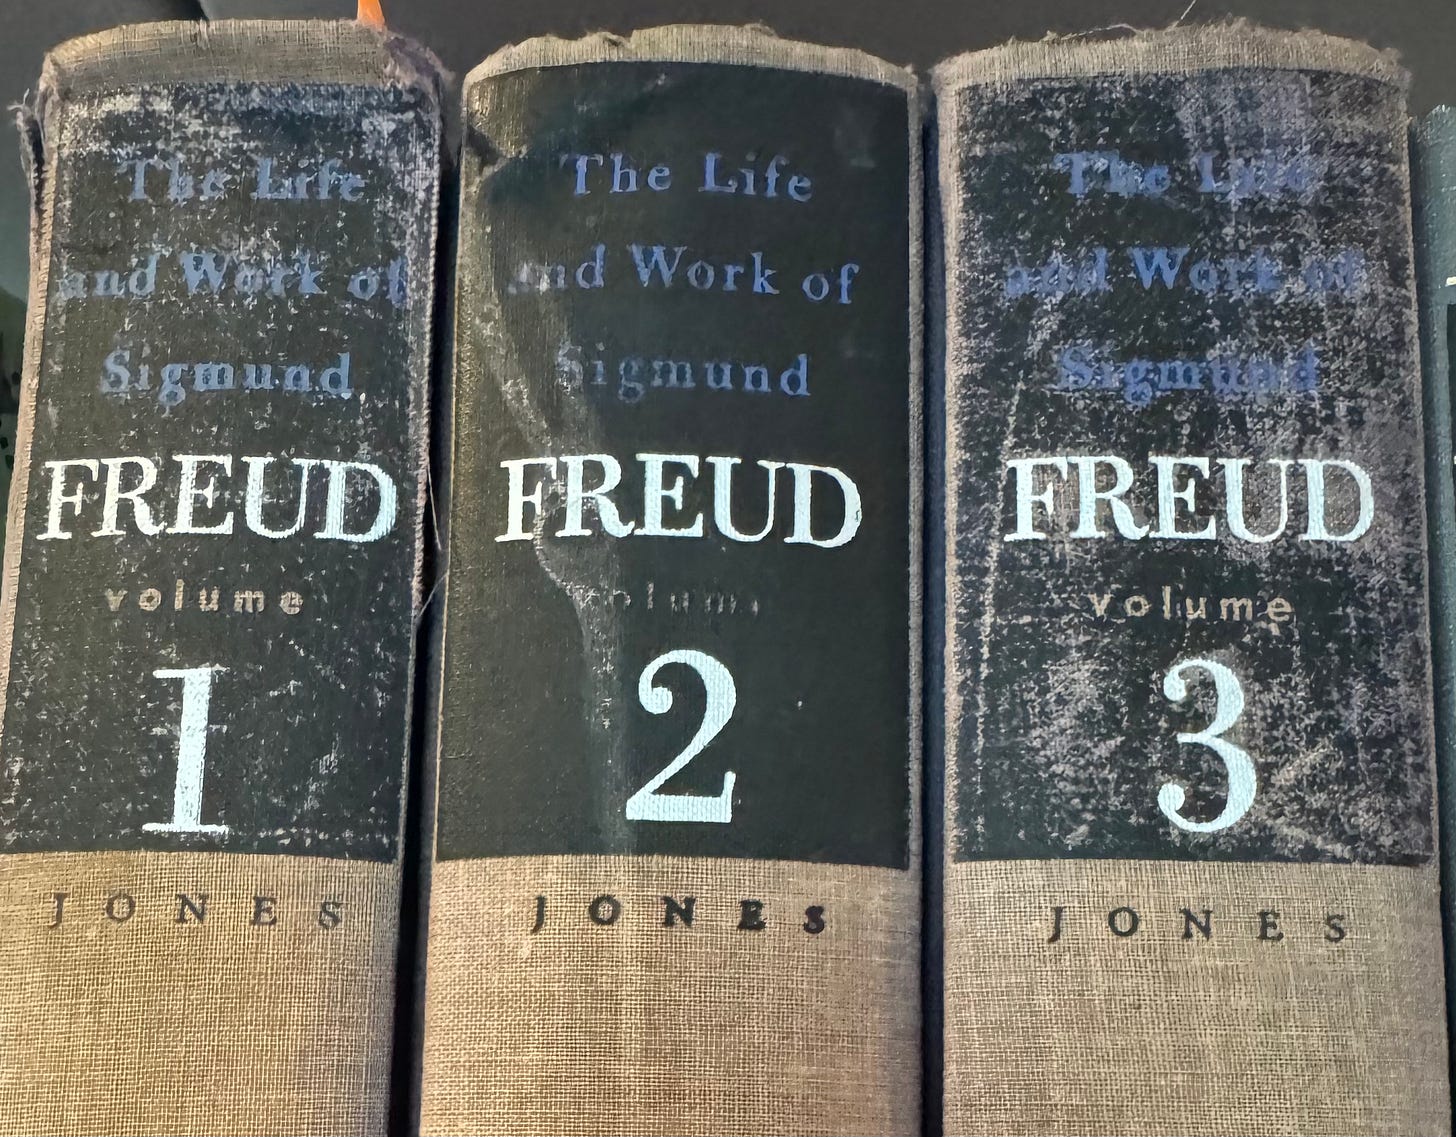 The Life
and Work of
Sigmund
FREUD
volume
1
JONES
The Life
and Work of
Sigmund
FREUD
volume
2
JONES
The Life
and Work of
Sigmund
FREUD
volume
3
JONES